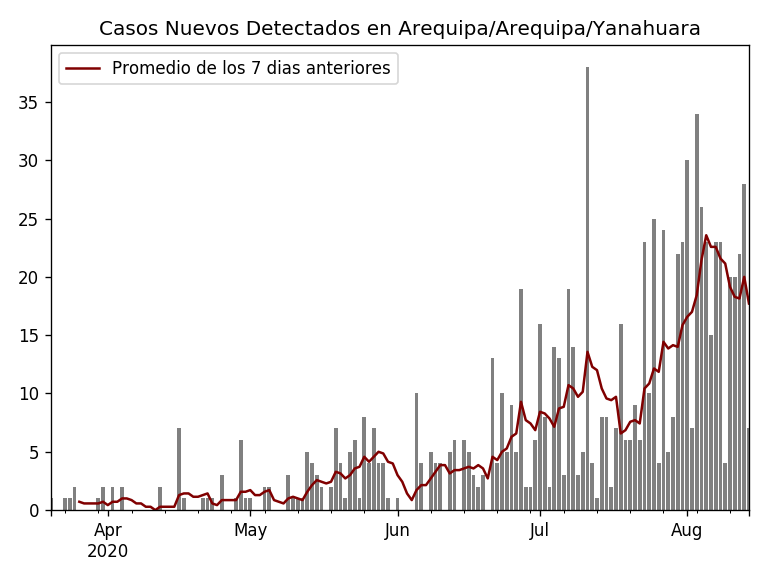 Casos Nuevos Detectados en Arequipa/Arequipa/Yanahuara
Promedio de los 7 dias anteriores
35
30
25
20
15
10
5
0
Apr
2020
May
Jun
Jul
Aug